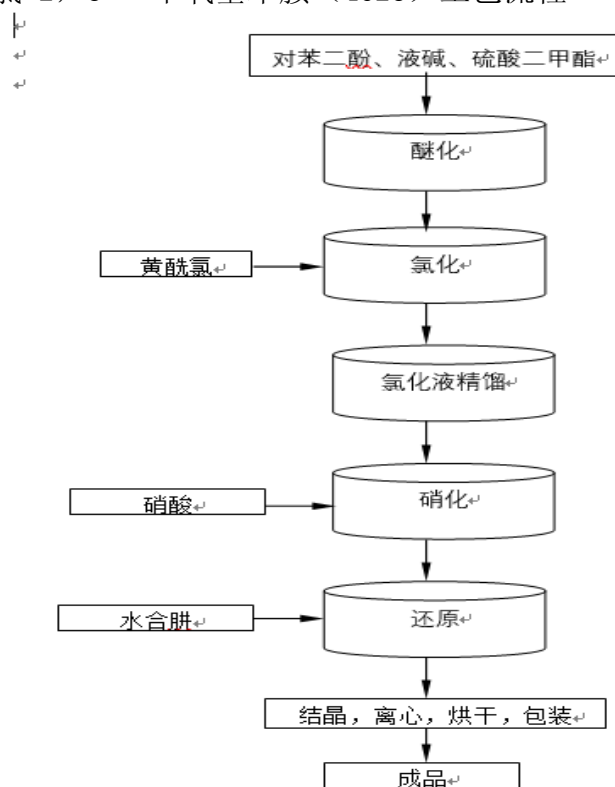 对苯二酚、液碱、硫酸二甲酯
醚化
黄酰氯
氯化
氯化液精馏
硝酸
硝化
水合肼
还原
结晶，离心，烘干，包装
成品